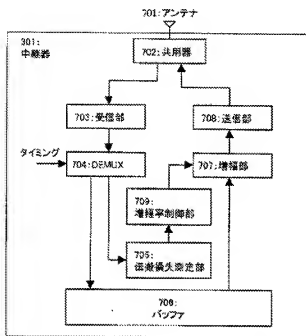 701:アンテナ
301:
中継器
702:共用器
703:受信部
708:送信部
タイミング
704:DEMUX
707:増幅部
709:
増幅率制御部
705:
伝搬損失測定部
706:
バッファ